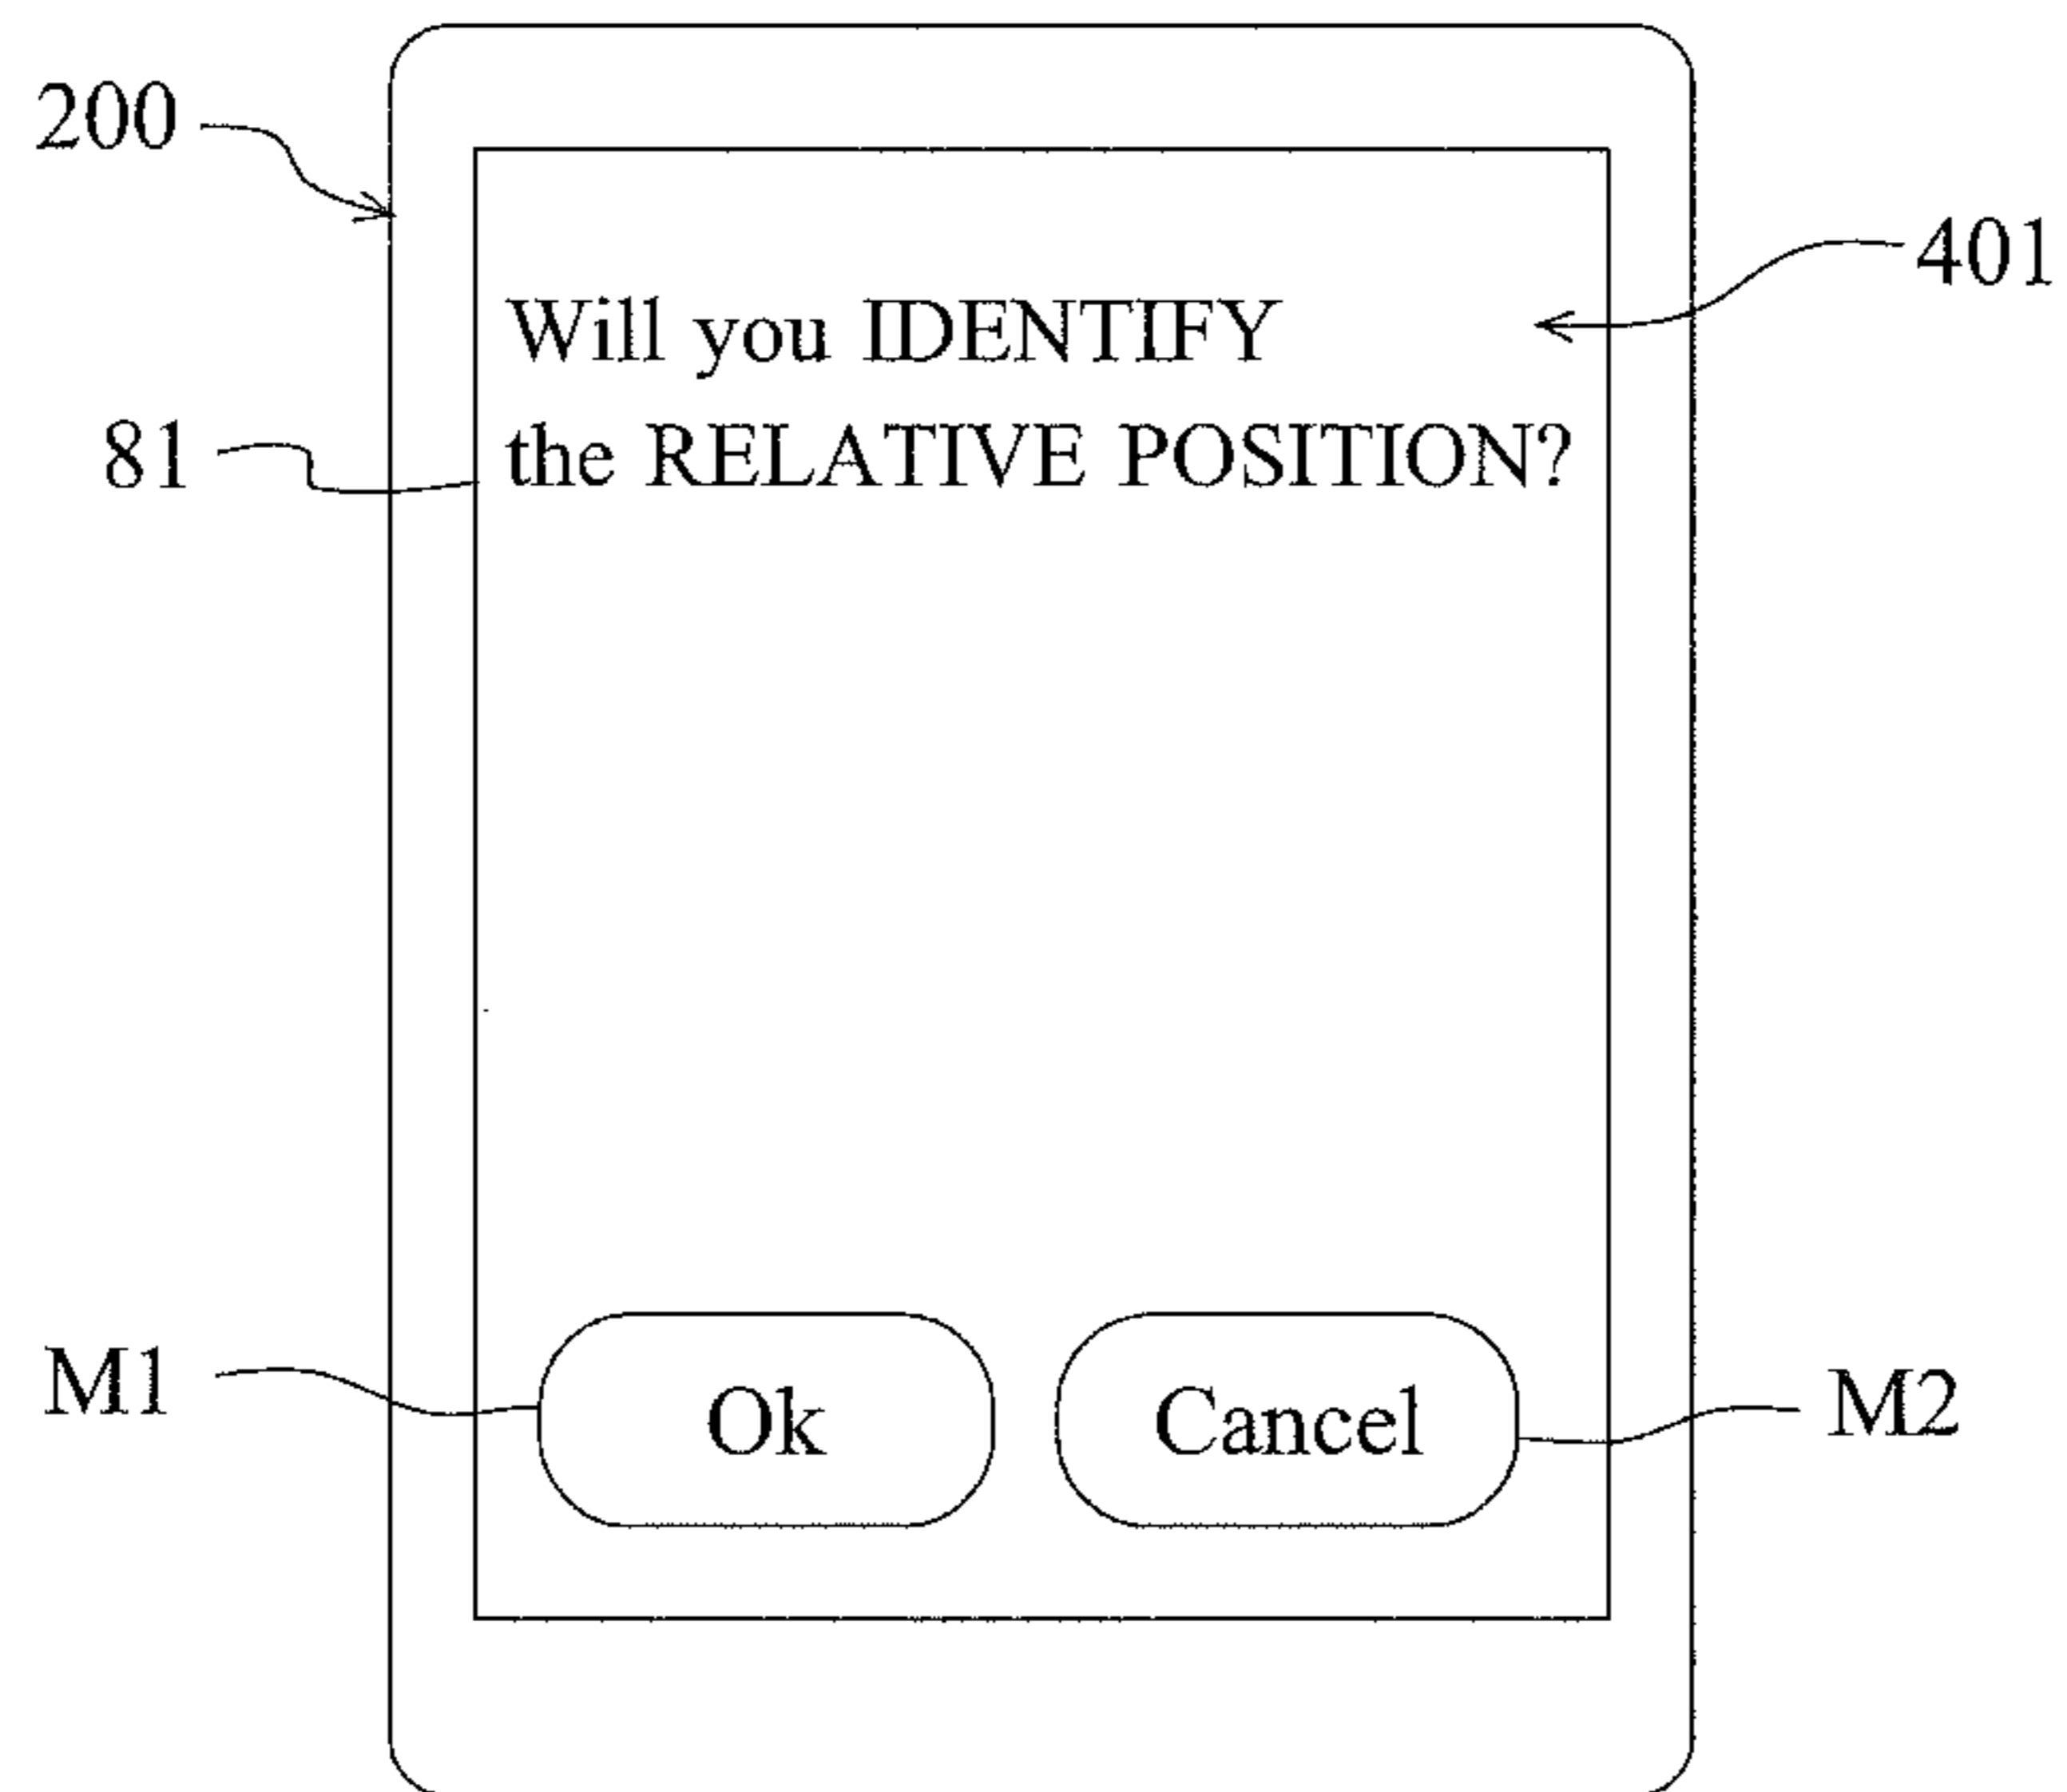 200
401
Will you IDENTIFY
81
the RELATIVE POSITION?
M1
Ok
Cancel
M2